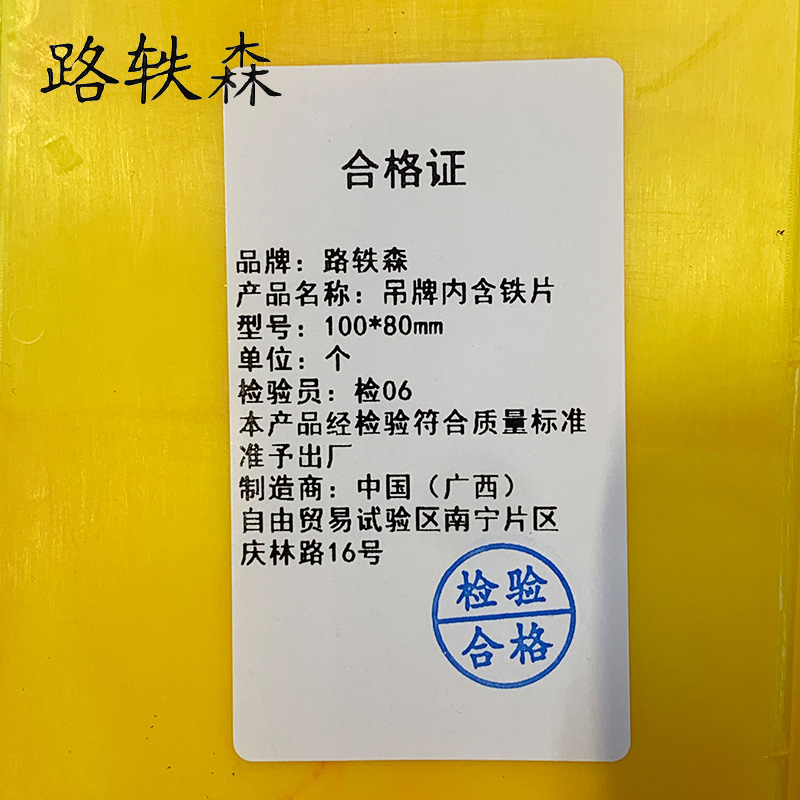 路轶森
合格证
品牌：路轶森
产品名称：吊牌内含铁片
型号：100*80mm
单位：个
检验员：检06
本产品经检验符合质量标准
准予出厂
制造商：中国（广西）
自由贸易试验区南宁片区
庆林路16号
检验
合格